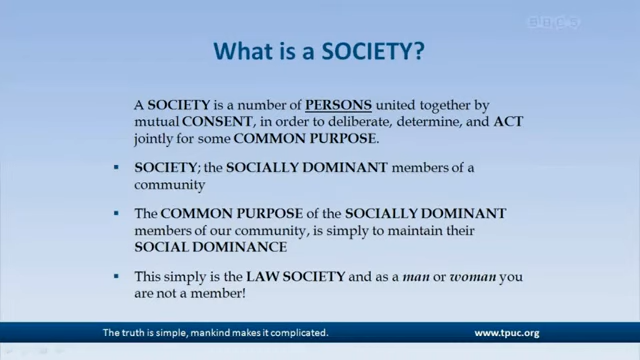 What is a SOCIETY?
A SOCIETY is a number of PERSONS united together by
mutual CONSENT, in order to deliberate, determine, and ACT
jointly for some COMMON PURPOSE.
SOCIETY; the SOCIALLY DOMINANT members of a
community
The COMMON PURPOSE of the SOCIALLY DOMINANT
members of our community, is simply to maintain their
SOCIAL DOMINANCE
This simply is the LAW SOCIETY and as a man or woman you
are not a member!
The truth is simple, mankind makes it complicated.
www.tpuc.org